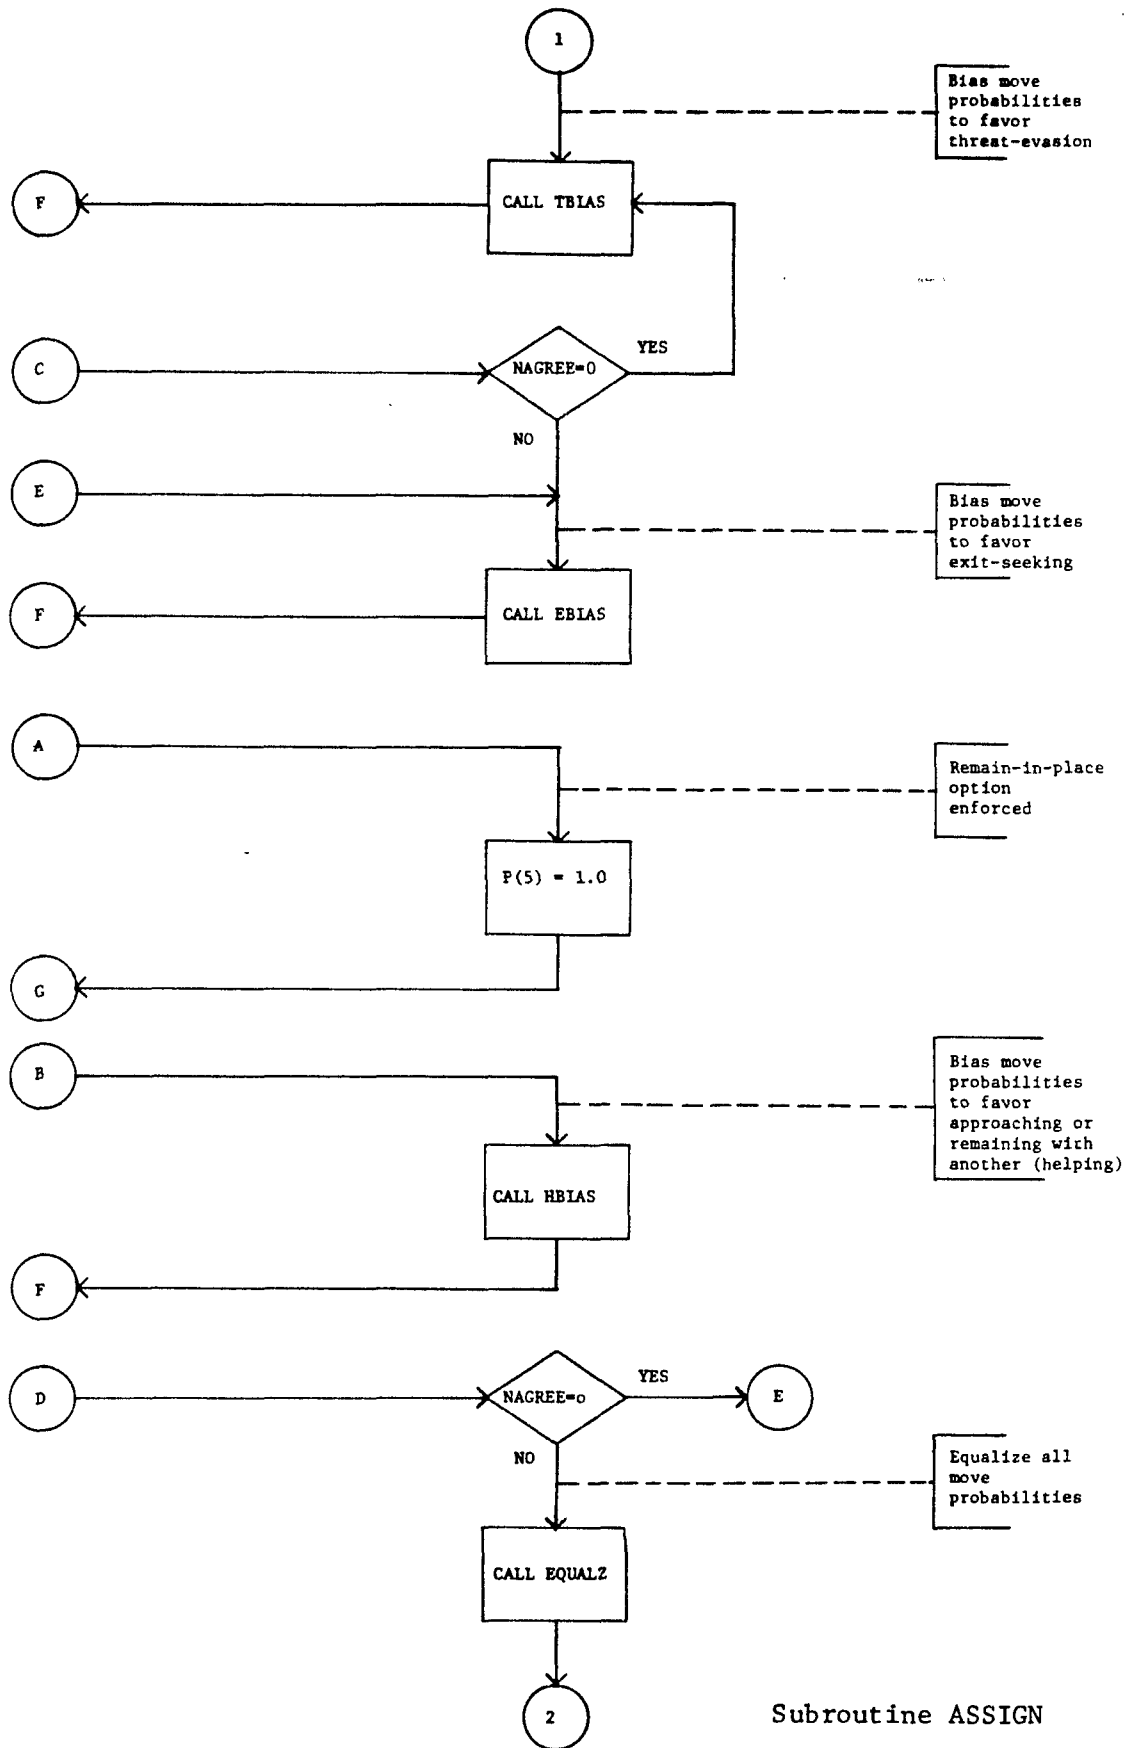 1
Bias move
probabilities
to favor
threat-evasion
F
CALL TBIAS
C
NAGREE=0
YES
NO
E
Bias move
probabilities
to favor
exit-seeking
F
CALL EBIAS
A
Remain-in-place
option
enforced
P(5) = 1.0
G
B
Bias move
probabilities
to favor
approaching or
remaining with
another (helping)
CALL HBIAS
F
D
NAGREE=o
YES
E
NO
Equalize all
move
probabilities
CALL EQUALZ
2
Subroutine ASSIGN